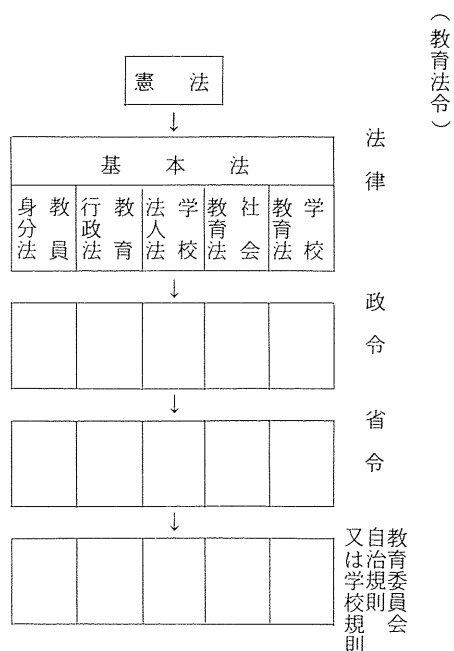 （教育法令）
憲法
↓
法律
基本法
学校
教育法
社会
教育法
学校
法人法
教育
行政法
教員
身分法
↓
政令
↓
省令
↓
教育委員会
自治規則
又は学校規則